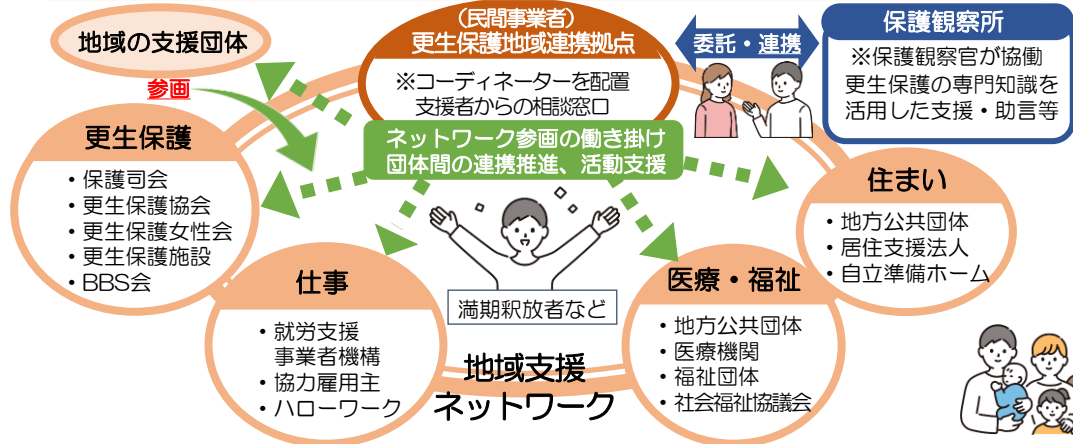 地域の支援団体
参画
(民間事業者)
更生保護地域連携拠点
※コーディネーターを配置
支援者からの相談窓口
ネットワーク参画の働き掛け
団体間の連携推進、活動支援
委託・連携
保護観察所
※保護観察官が協働
更生保護の専門知識を
活用した支援・助言等
更生保護
・保護司会
・更生保護協会
・更生保護女性会
・更生保護施設
・BBS会
仕事
・就労支援
事業者機構
・協力雇用主
・ハローワーク
満期釈放者など
地域支援
ネットワーク
医療・福祉
・地方公共団体
・医療機関
・福祉団体
・社会福祉協議会
住まい
・地方公共団体
・居住支援法人
・自立準備ホーム